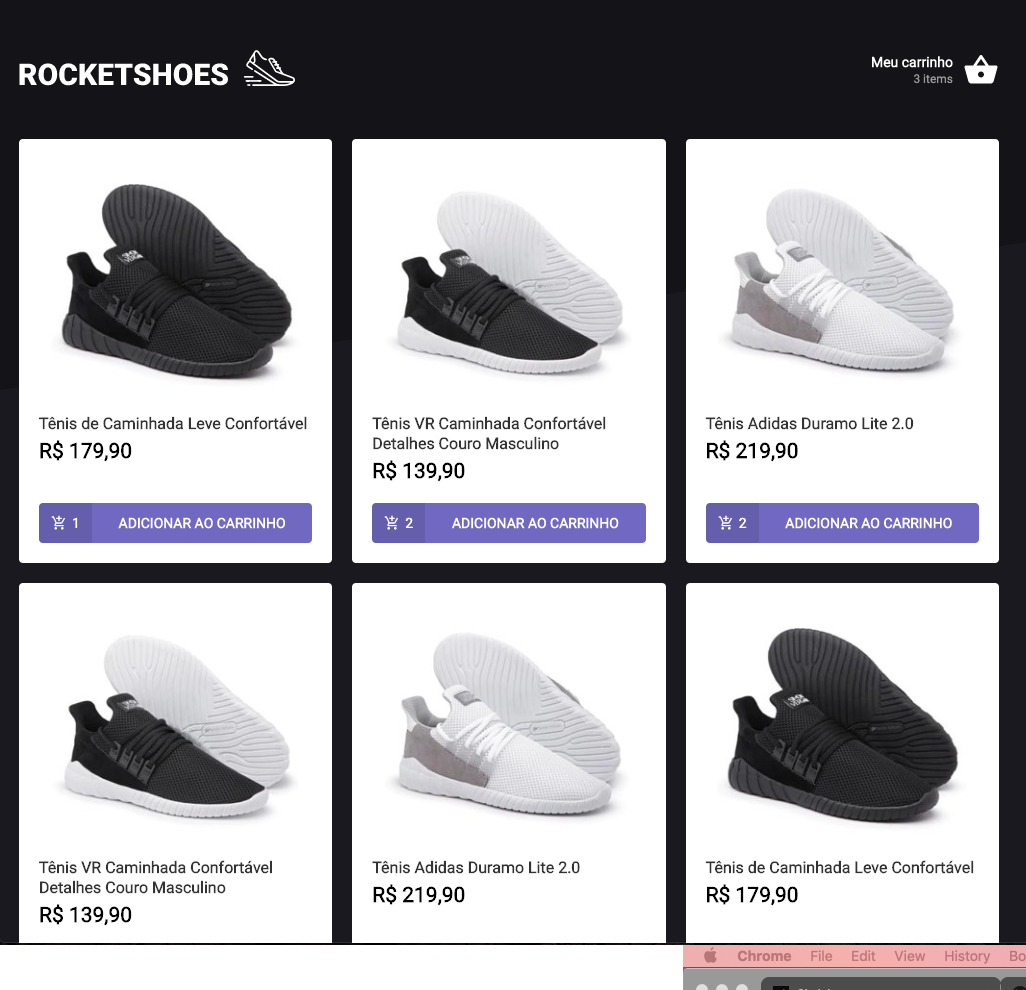 ROCKETSHOES
Meu carrinho
3 items
Tênis de Caminhada Leve Confortável
R$ 179,90
1 ADICIONAR AO CARRINHO
Tênis VR Caminhada Confortável
Detalhes Couro Masculino
R$ 139,90
2 ADICIONAR AO CARRINHO
Tênis Adidas Duramo Lite 2.0
R$ 219,90
2 ADICIONAR AO CARRINHO
Tênis VR Caminhada Confortável
Detalhes Couro Masculino
R$ 139,90
Tênis Adidas Duramo Lite 2.0
R$ 219,90
Tênis de Caminhada Leve Confortável
R$ 179,90
Chrome File Edit View History Bo